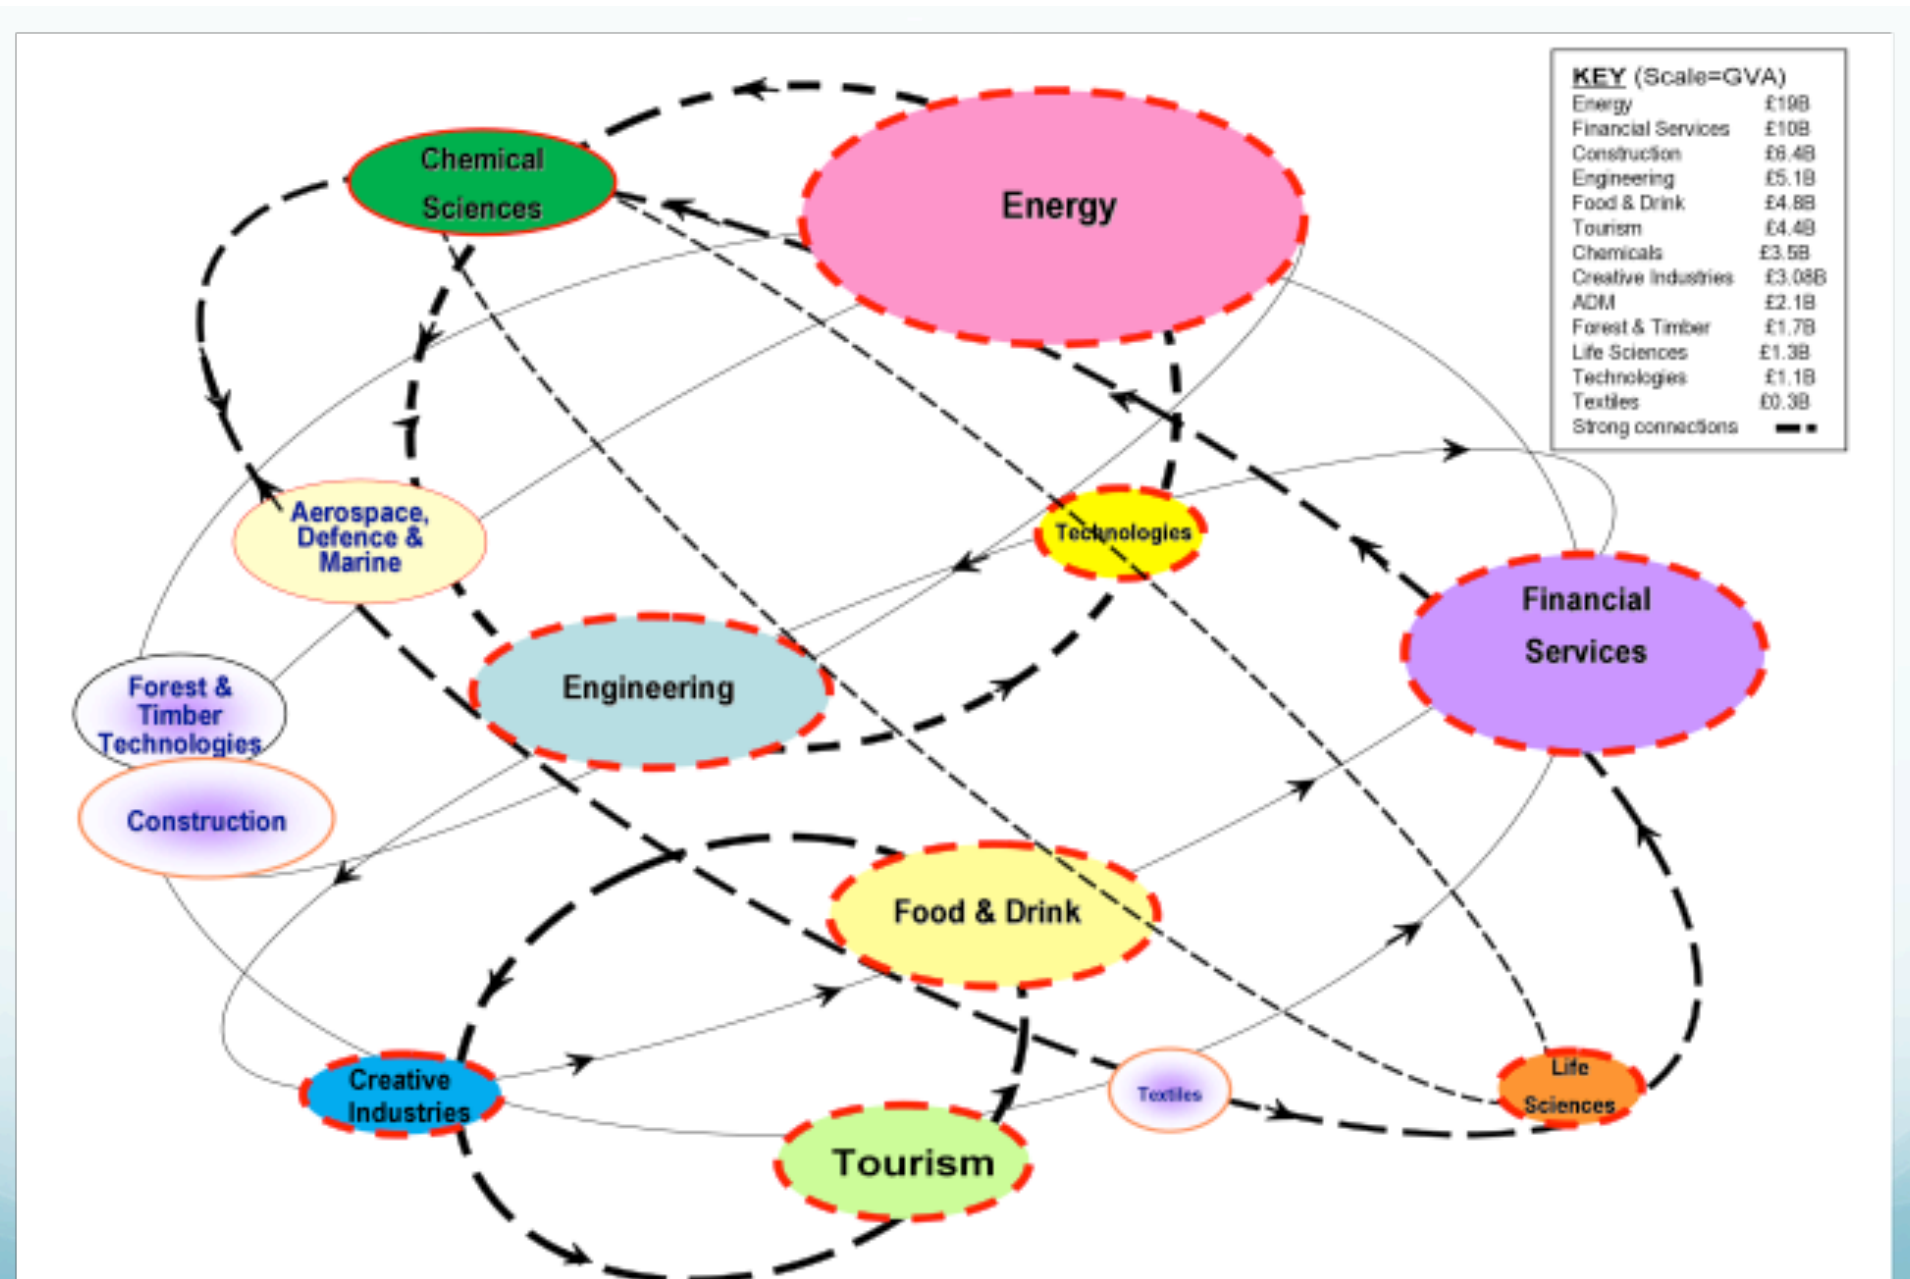 KEY (Scale=GVA)
Energy £19B
Financial Services £10B
Construction £6.4B
Engineering £5.1B
Food & Drink £4.8B
Tourism £4.4B
Chemicals £3.5B
Creative Industries £3.08B
ADM £2.1B
Forest & Timber £1.7B
Life Sciences £1.3B
Technologies £1.1B
Textiles £0.3B
Strong connections
Chemical
Sciences
Energy
Aerospace,
Defence &
Marine
Technologies
Financial
Services
Engineering
Forest &
Timber
Technologies
Construction
Food & Drink
Creative
Industries
Textiles
Life
Sciences
Tourism